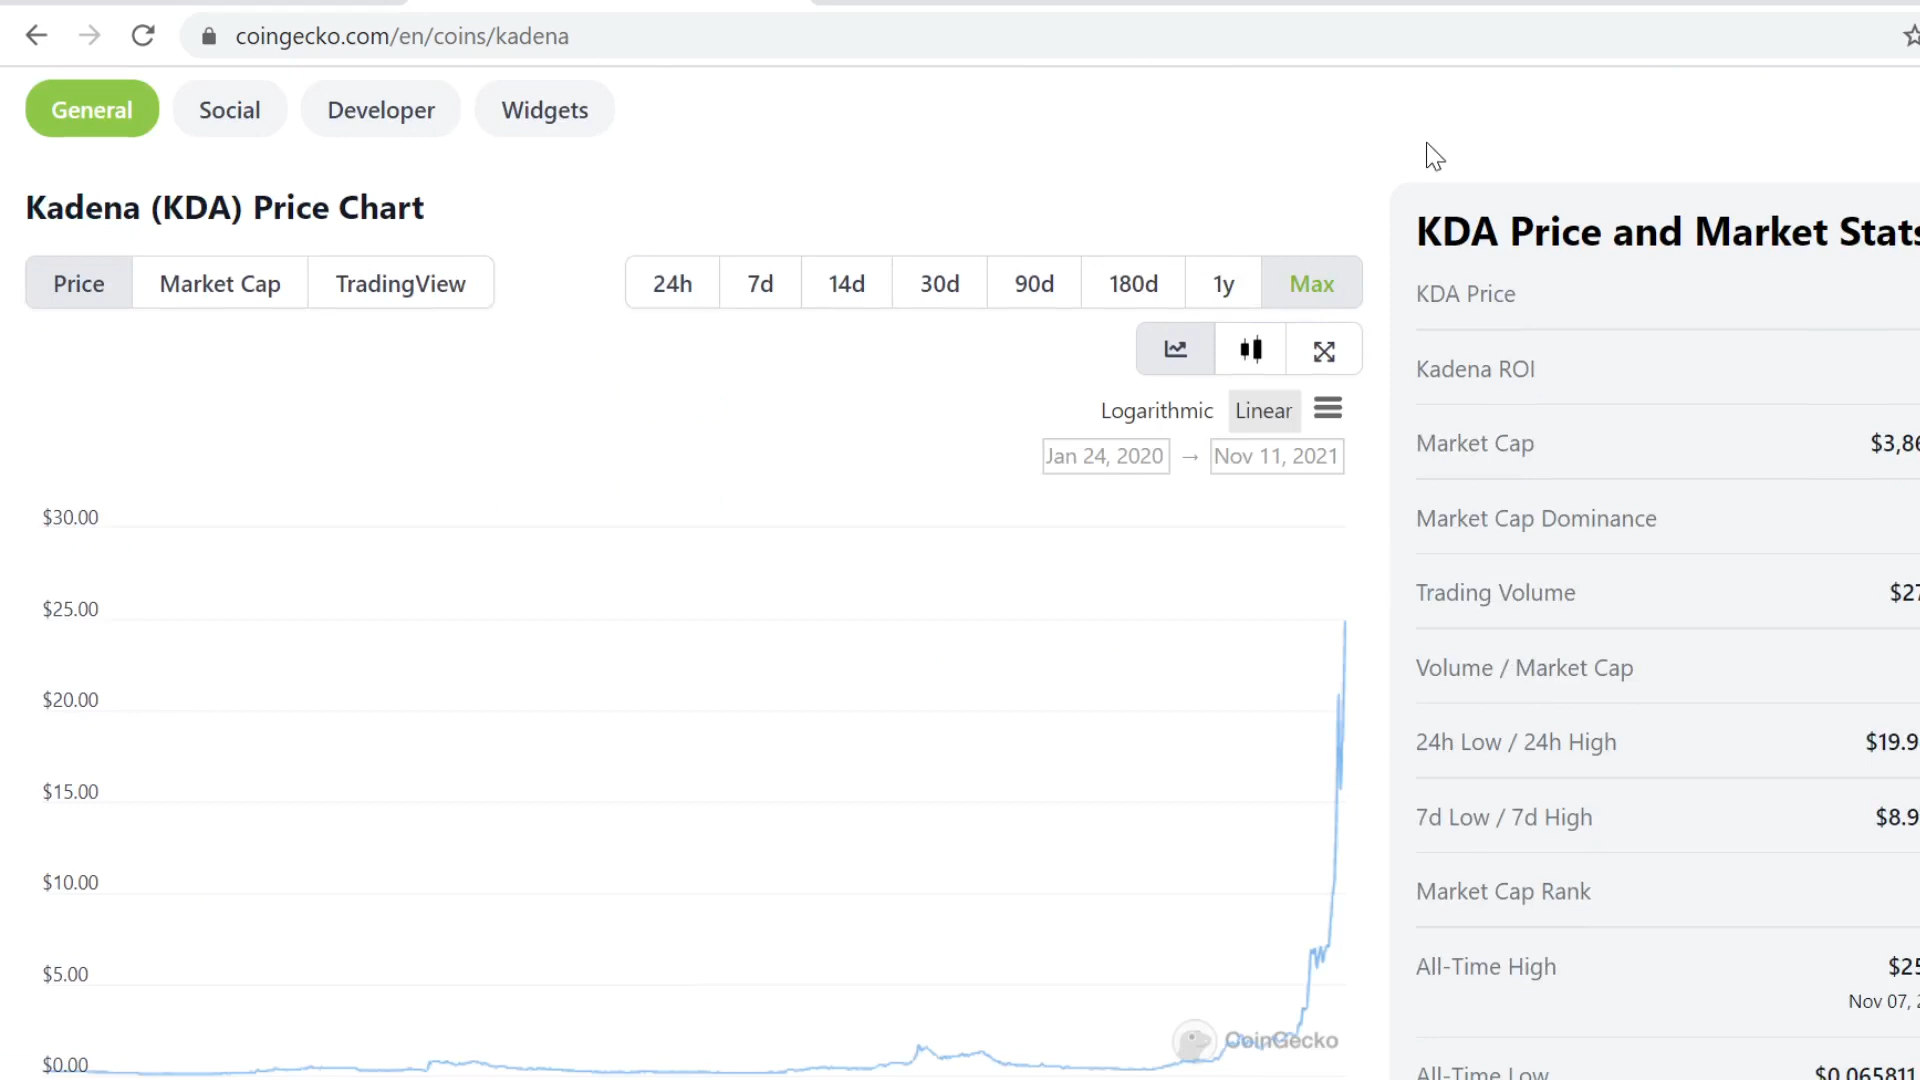 coingecko.com/en/coins/kadena
General Social Developer Widgets
Kadena (KDA) Price Chart
Price Market Cap TradingView 24h 7d 14d 30d 90d 180d 1y Max
Logarithmic Linear
Jan 24, 2020 → Nov 11, 2021
$30.00
$25.00
$20.00
$15.00
$10.00
$5.00
$0.00
CoinGecko
KDA Price and Market Stats
KDA Price
Kadena ROI
Market Cap $3,86
Market Cap Dominance
Trading Volume $27
Volume / Market Cap
24h Low / 24h High $19.9
7d Low / 7d High $8.9
Market Cap Rank
All-Time High $25
Nov 07, 2
All-Time Low $0.065811